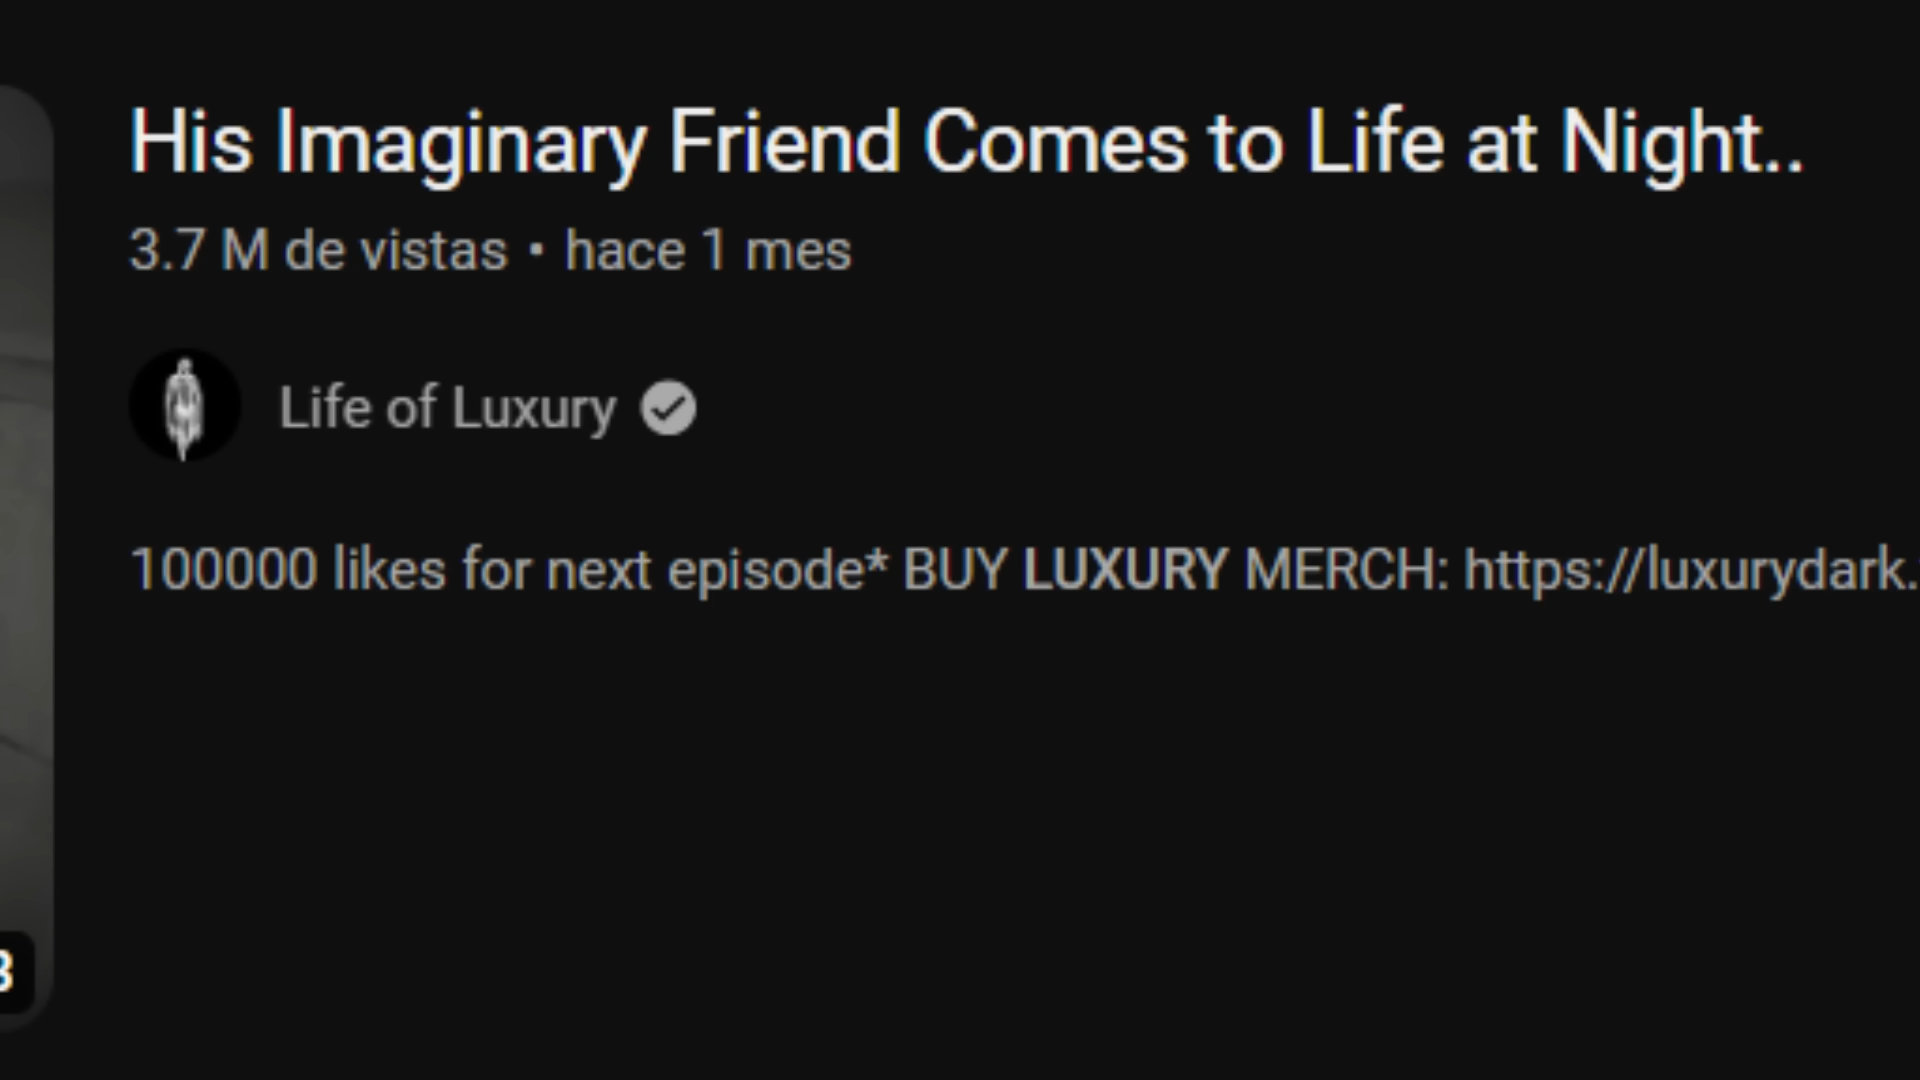 His Imaginary Friend Comes to Life at Night..
3.7 M de vistas • hace 1 mes
Life of Luxury
100000 likes for next episode* BUY LUXURY MERCH: https://luxurydark.